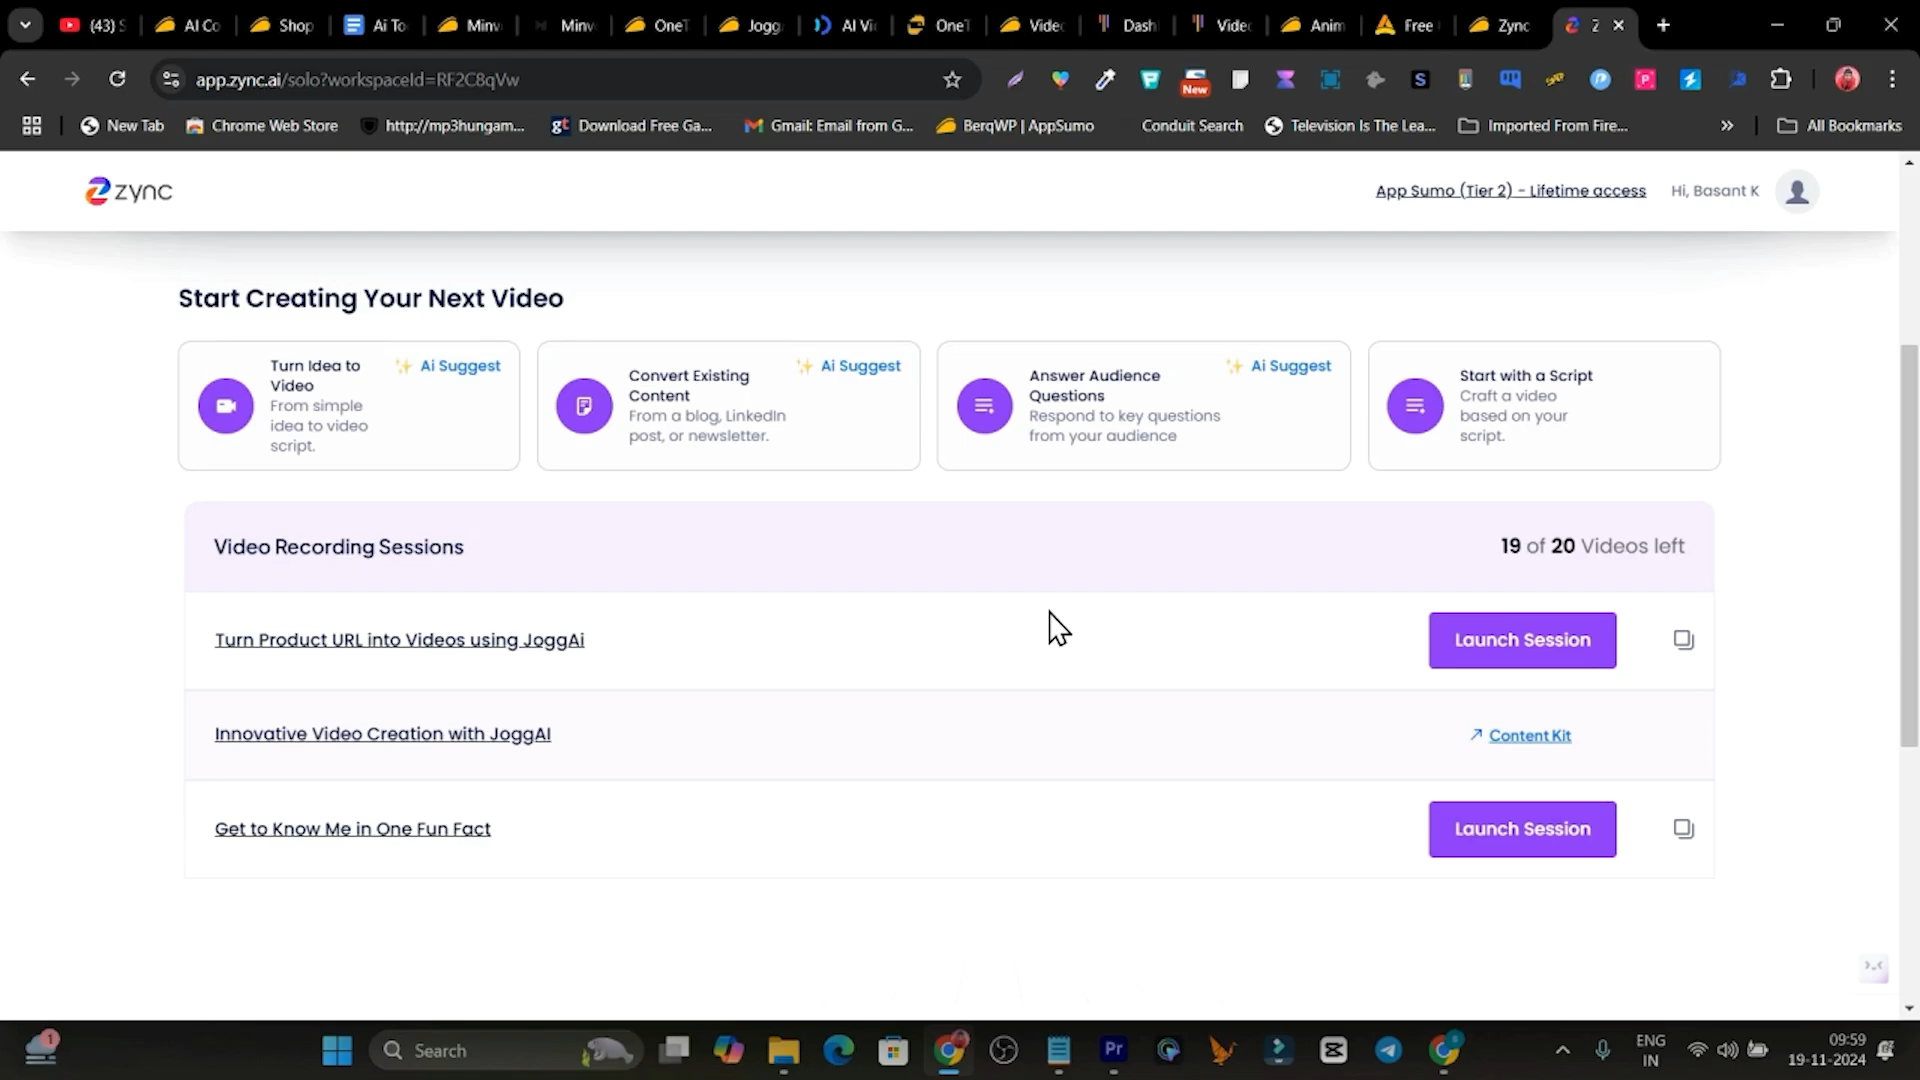 (43) S
AI Co
Shop
Ai To
Minv
Minv
OneT
Jogg
AI Vi
OneT
Vide
Dash
Vide
Anim
Free
Zync
Z
app.zync.ai/solo?workspaceId=RF2C8qVw
New
New Tab
Chrome Web Store
http://mp3hungam...
Download Free Ga...
Gmail: Email from G...
BerqWP | AppSumo
Conduit Search
Television Is The Lea...
Imported From Fire...
All Bookmarks
zync
App Sumo (Tier 2) - Lifetime access
Hi, Basant K
Start Creating Your Next Video
Turn Idea to
Video
From simple
idea to video
script.
Ai Suggest
Convert Existing
Content
From a blog, LinkedIn
post, or newsletter.
Ai Suggest
Answer Audience
Questions
Respond to key questions
from your audience
Ai Suggest
Start with a Script
Craft a video
based on your
script.
Video Recording Sessions
19 of 20 Videos left
Turn Product URL into Videos using JoggAi
Launch Session
Innovative Video Creation with JoggAI
Content Kit
Get to Know Me in One Fun Fact
Launch Session
1
Search
Pr
ENG
IN
09:59
19-11-2024